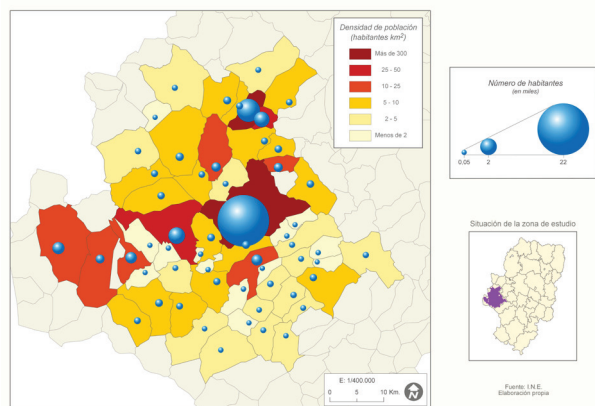 Densidad de población
(habitantes km²)
Más de 300
25 - 50
10 - 25
5 - 10
2 - 5
Menos de 2
Número de habitantes
(en miles)
0,05
2
22
Situación de la zona de estudio
E: 1/400.000
0 5 10 Km.
N
Fuente: I.N.E.
Elaboración propia